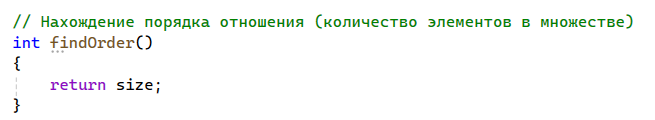 // Нахождение порядка отношения (количество элементов в множестве)
int findOrder()
{
    return size;
}